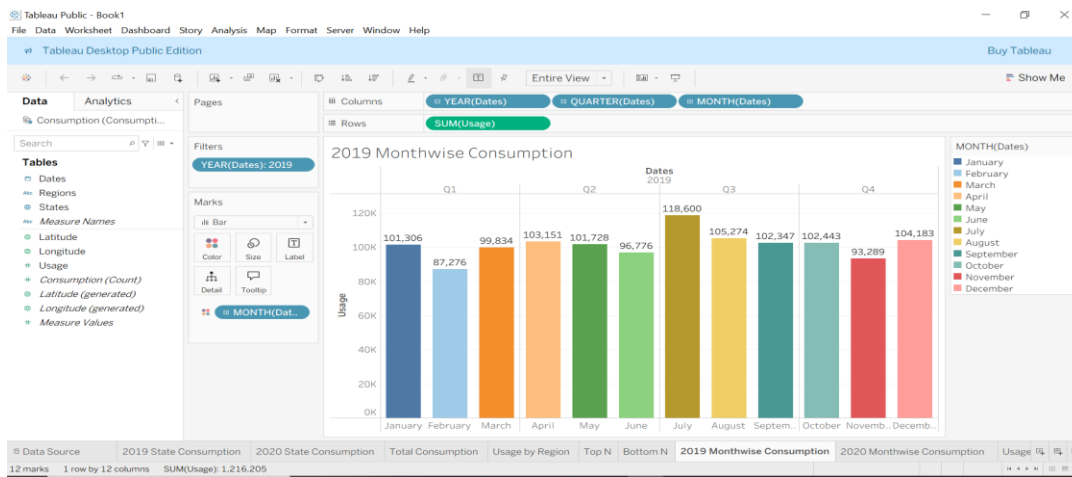 Tableau Public - Book1
File Data Worksheet Dashboard Story Analysis Map Format Server Window Help
Tableau Desktop Public Edition
Buy Tableau
Entire View
Show Me
Data Analytics
Consumption (Consumpti...
Search
Tables
Dates
Abc Regions
States
Abc Measure Names
Latitude
Longitude
# Usage
# Consumption (Count)
Latitude (generated)
Longitude (generated)
# Measure Values
Pages
Filters
YEAR(Dates): 2019
Marks
Bar
Color Size Label
Detail Tooltip
MONTH(Dat..
Columns YEAR(Dates) QUARTER(Dates) MONTH(Dates)
Rows SUM(Usage)
2019 Monthwise Consumption
Dates
2019
Q1 Q2 Q3 Q4
120K
100K
80K
60K
40K
20K
0K
Usage
101,306 87,276 99,834 103,151 101,728 96,776 118,600 105,274 102,347 102,443 93,289 104,183
January February March April May June July August Septem.. October Novemb.. Decemb..
MONTH(Dates)
January
February
March
April
May
June
July
August
September
October
November
December
Data Source 2019 State Consumption 2020 State Consumption Total Consumption Usage by Region Top N Bottom N 2019 Monthwise Consumption 2020 Monthwise Consumption Usage
12 marks 1 row by 12 columns SUM(Usage): 1,216,205